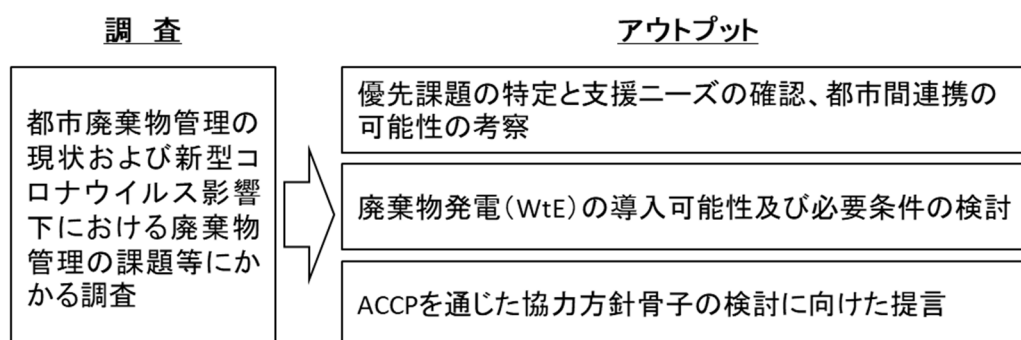 調　査
アウトプット
都市廃棄物管理の
現状および新型コ
ロナウイルス影響
下における廃棄物
管理の課題等にか
かる調査
優先課題の特定と支援ニーズの確認、都市間連携の
可能性の考察
廃棄物発電（WtE）の導入可能性及び必要条件の検討
ACCPを通じた協力方針骨子の検討に向けた提言